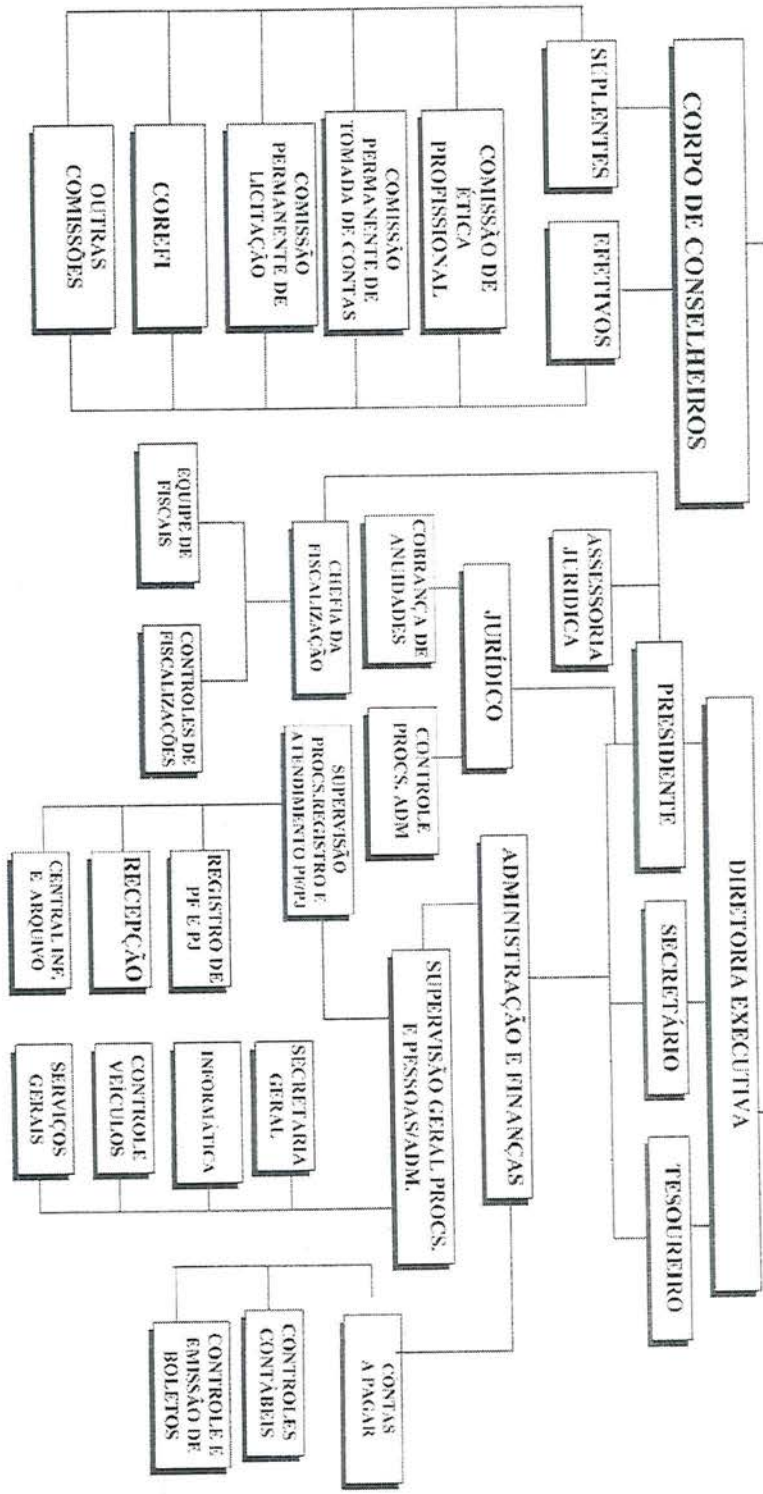 CORPO DE CONSELHEIROS
SUPLENTES
EFETIVOS
COMISSÃO DE
ÉTICA
PROFISSIONAL
COMISSÃO
PERMANENTE DE
TOMADA DE CONTAS
COMISSÃO
PERMANENTE DE
LICITAÇÃO
COREFI
OUTRAS
COMISSÕES
DIRETORIA EXECUTIVA
PRESIDENTE
SECRETÁRIO
TESOUREIRO
ASSESSORIA
JURIDICA
JURÍDICO
COBRANÇA DE
ANUIDADES
CONTROLE
PROCS. ADM
CHEFIA DA
FISCALIZAÇÃO
EQUIPE DE
FISCAIS
CONTROLES DE
FISCALIZAÇÕES
ADMINISTRAÇÃO E FINANÇAS
SUPERVISÃO GERAL PROCS.
E PESSOAS/ADM.
SUPERVISÃO
PROCS.REGISTRO E
ATENDIMENTO PF/PJ
REGISTRO DE
PF E PJ
RECEPÇÃO
CENTRAL INF.
E ARQUIVO
SECRETARIA
GERAL
INFORMÁTICA
CONTROLE
VEÍCULOS
SERVIÇOS
GERAIS
CONTAS
A PAGAR
CONTROLES
CONTÁBEIS
CONTROLE E
EMISSÃO DE
BOLETOS